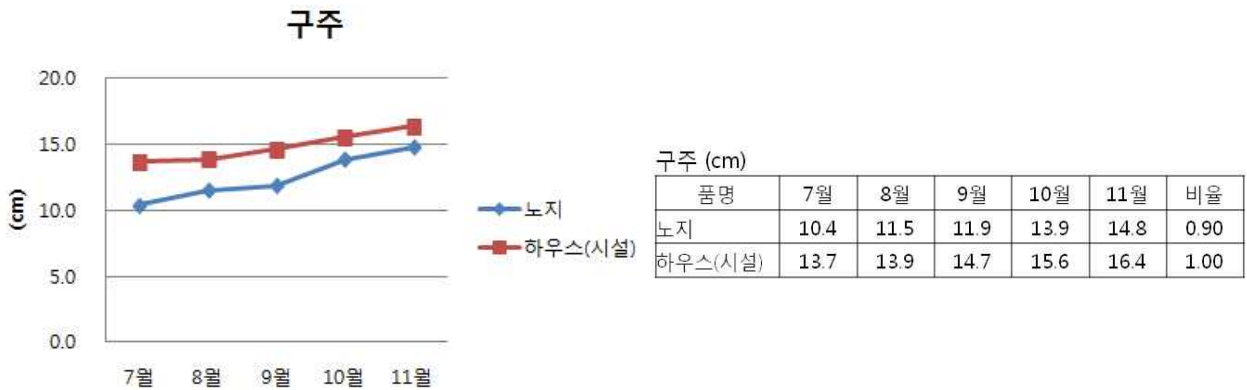 구주
20.0
15.0
10.0
5.0
0.0
(cm)
7월 8월 9월 10월 11월
노지
하우스(시설)
구주 (cm)
품명 7월 8월 9월 10월 11월 비율
노지 10.4 11.5 11.9 13.9 14.8 0.90
하우스(시설) 13.7 13.9 14.7 15.6 16.4 1.00